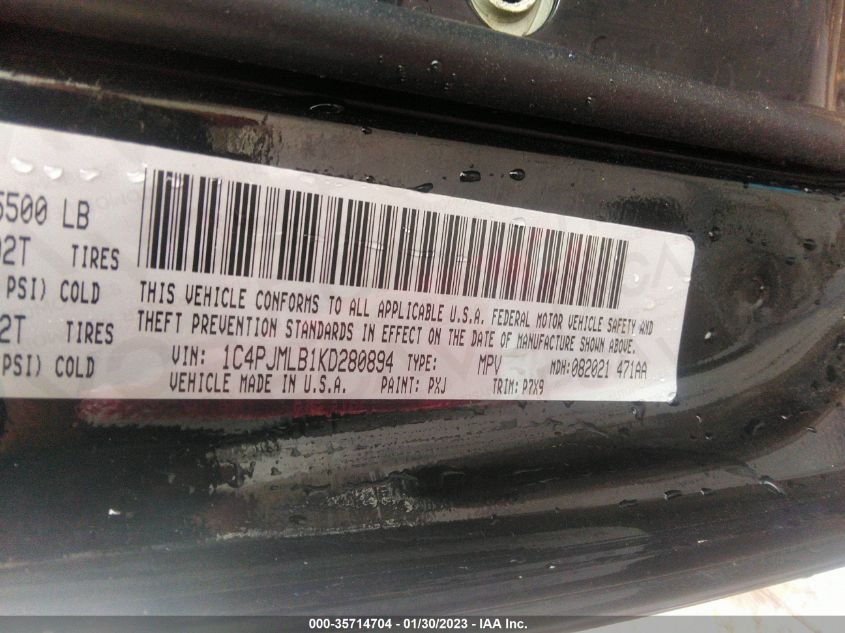 5500 LB
02T TIRES
PSI) COLD
2T TIRES
PSI) COLD
THIS VEHICLE CONFORMS TO ALL APPLICABLE U.S.A. FEDERAL MOTOR VEHICLE SAFETY AND
THEFT PREVENTION STANDARDS IN EFFECT ON THE DATE OF MANUFACTURE SHOWN ABOVE.
VIN: 1C4PJMLB1KD280894 TYPE: MPV MDH:082021 471AA
VEHICLE MADE IN U.S.A. PAINT: PXJ TRIM: P7X9
000-35714704 - 01/30/2023 - IAA Inc.